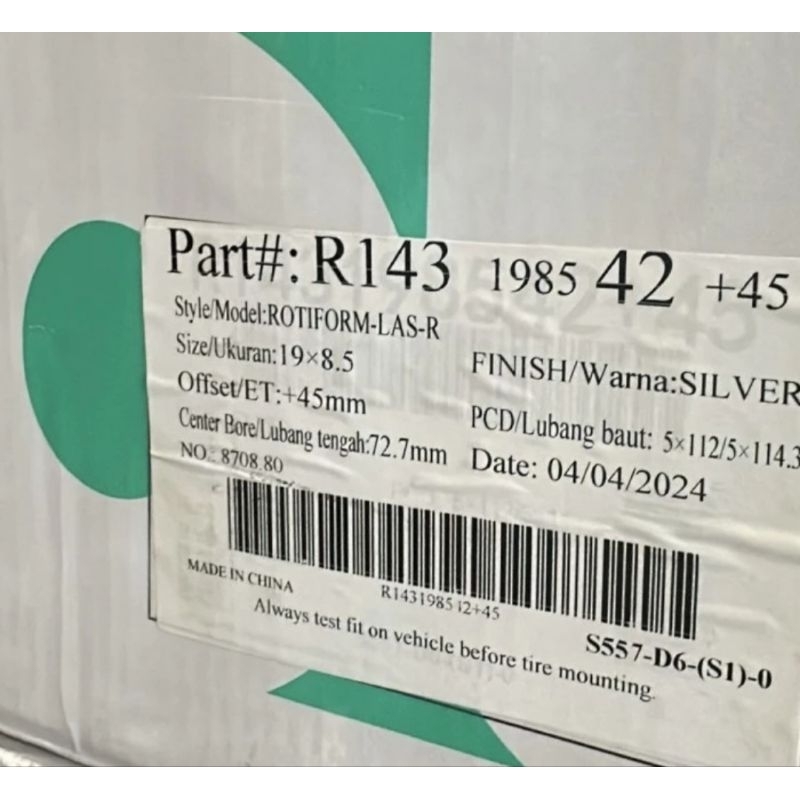 Part#: R143 1985 42 +45
Style/Model:ROTIFORM-LAS-R
Size/Ukuran:19×8.5
FINISH/Warna:SILVER
Offset/ET:+45mm
PCD/Lubang baut: 5×112/5×114.3
Center Bore/Lubang tengah:72.7mm
Date: 04/04/2024
NO.: 8708.80
MADE IN CHINA
R143198542+45
S557-D6-(S1)-0
Always test fit on vehicle before tire mounting.